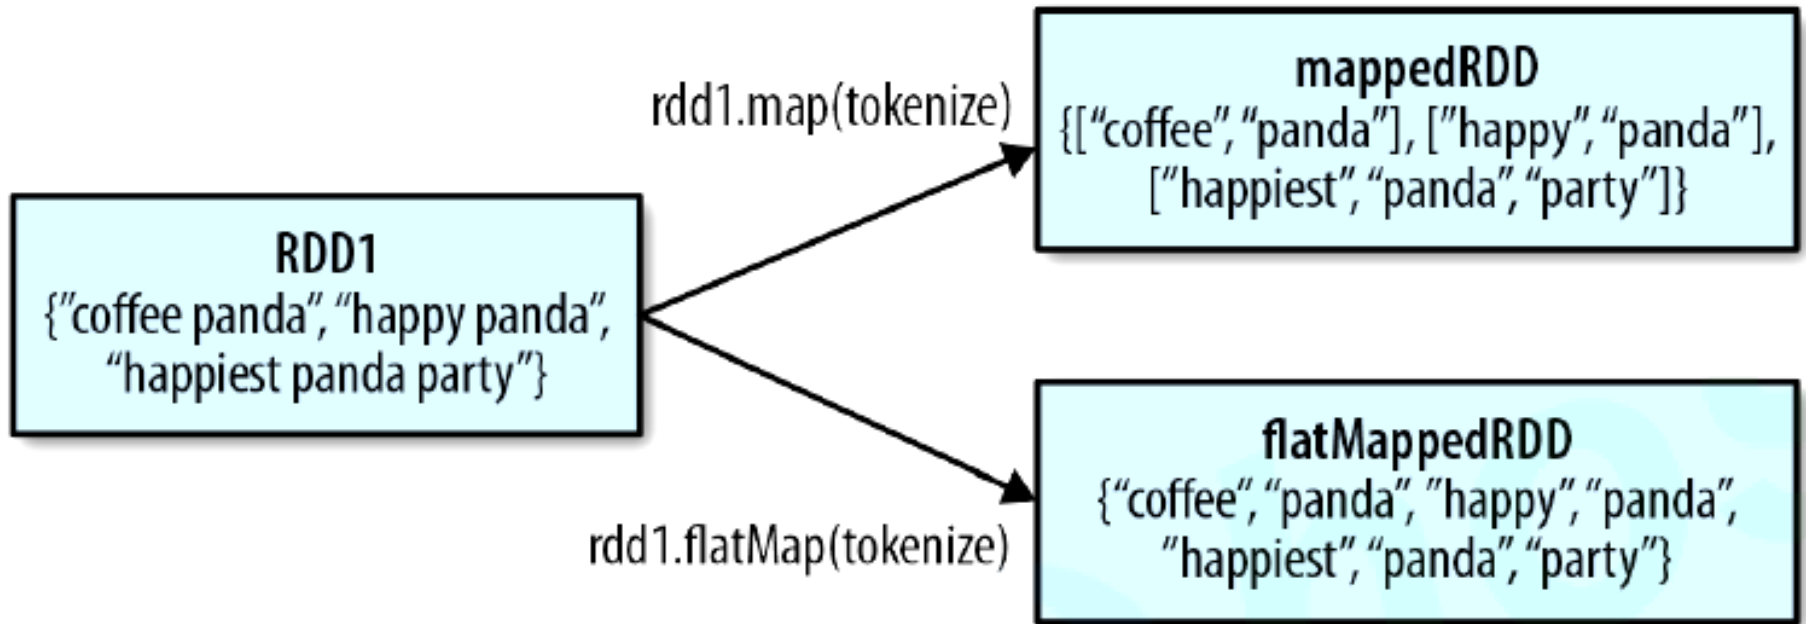 rdd1.map(tokenize)
mappedRDD
{[“coffee”,“panda”], [”happy”,“panda”],
[”happiest”,“panda”,“party”]}
RDD1
{”coffee panda”, “happy panda”,
“happiest panda party”}
rdd1.flatMap(tokenize)
flatMappedRDD
{“coffee”,“panda”, ”happy”,“panda”,
”happiest”,“panda”,“party”}